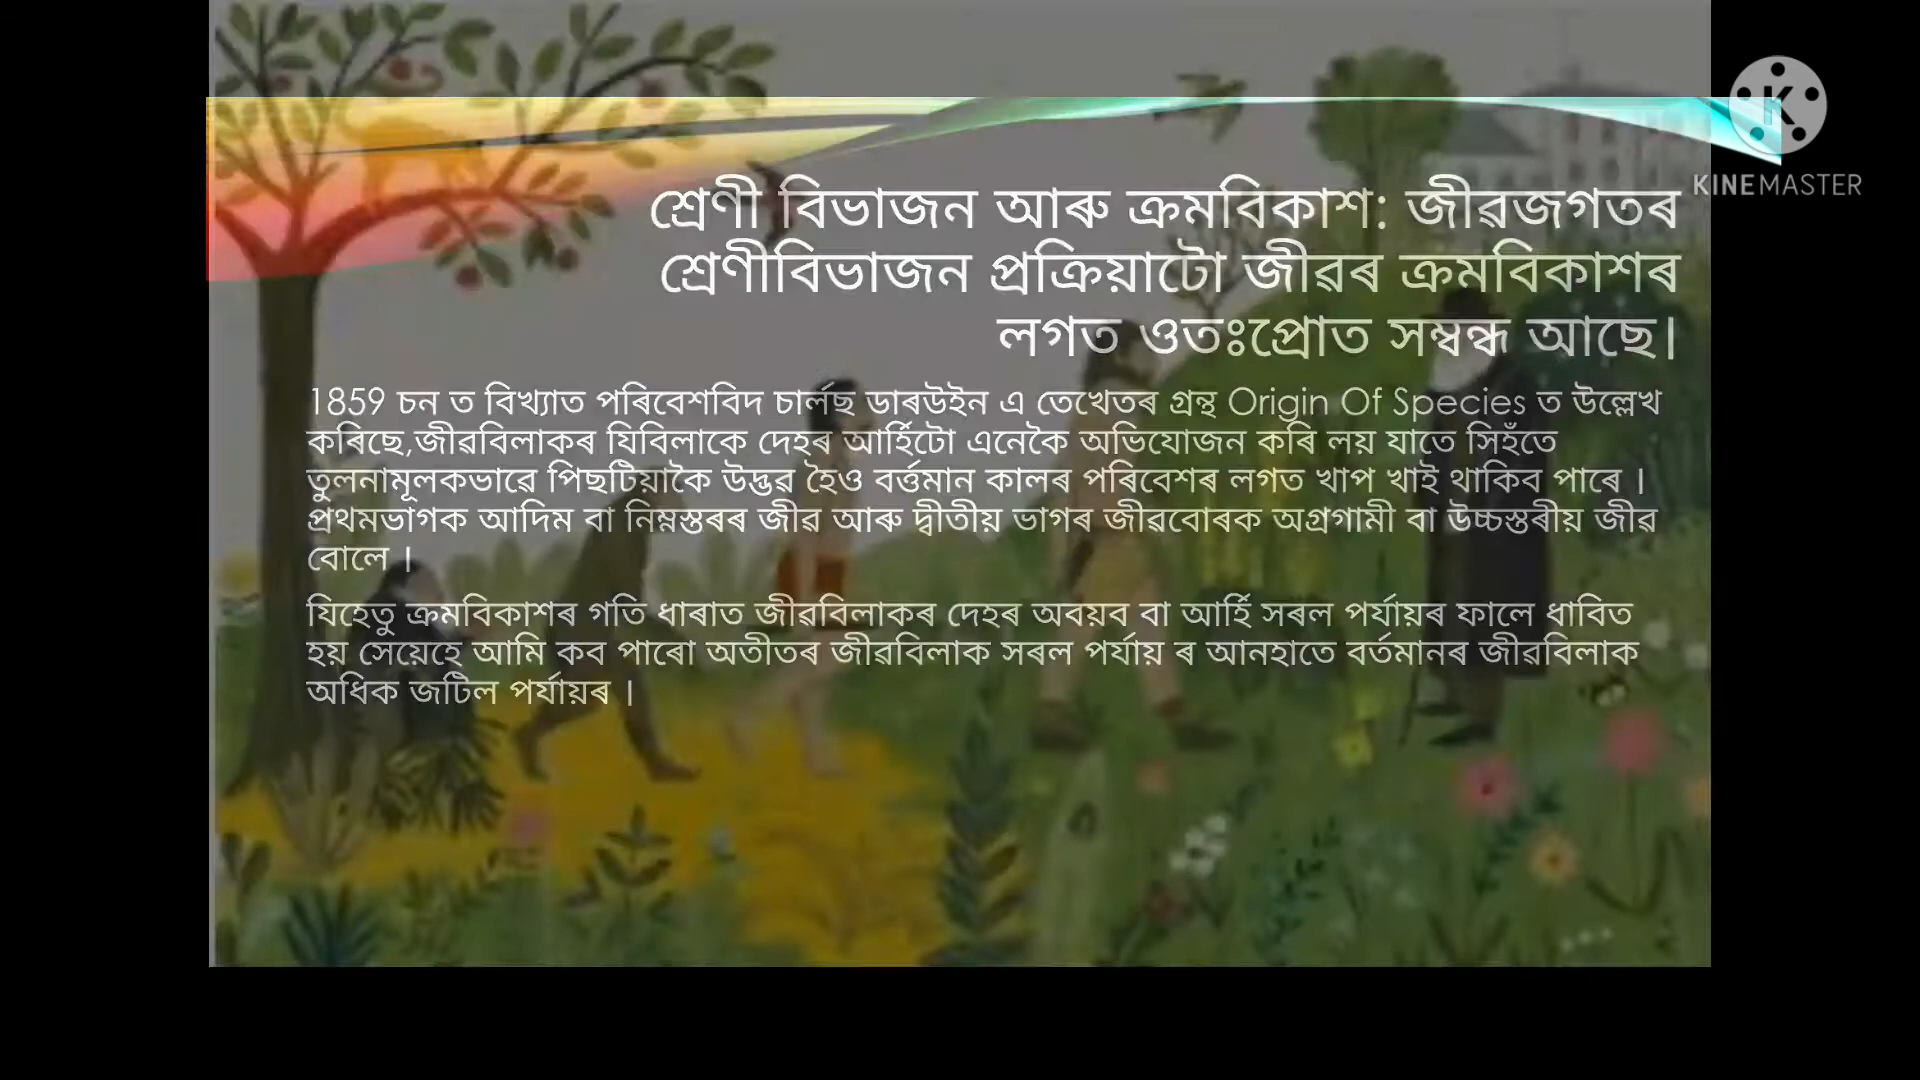 শ্ৰেণী বিভাজন আৰু ক্ৰমবিকাশ: জীৱজগতৰ
শ্ৰেণীবিভাজন প্ৰক্ৰিয়াটো জীৱৰ ক্ৰমবিকাশৰ
লগত ওতঃপ্ৰোত সম্বন্ধ আছে।
1859 চন ত বিখ্যাত পৰিবেশবিদ চাৰ্লছ ডাৰউইন এ তেখেতৰ গ্ৰন্থ Origin Of Species ত উল্লেখ
কৰিছে,জীৱবিলাকৰ যিবিলাকে দেহৰ আৰ্হিটো এনেকৈ অভিযোজন কৰি লয় যাতে সিহঁতে
তুলনামূলকভাৱে পিছটিয়াকৈ উদ্ভৱ হৈও বৰ্ত্তমান কালৰ পৰিবেশৰ লগত খাপ খাই থাকিব পাৰে ।
প্ৰথমভাগক আদিম বা নিম্নস্তৰৰ জীৱ আৰু দ্বীতীয় ভাগৰ জীৱবোৰক অগ্ৰগামী বা উচ্চস্তৰীয় জীৱ
বোলে ।
যিহেতু ক্ৰমবিকাশৰ গতি ধাৰাত জীৱবিলাকৰ দেহৰ অবয়ব বা আৰ্হি সৰল পৰ্যায়ৰ ফালে ধাবিত
হয় সেয়েহে আমি কব পাৰো অতীতৰ জীৱবিলাক সৰল পৰ্যায় ৰ আনহাতে বৰ্তমানৰ জীৱবিলাক
অধিক জটিল পৰ্যায়ৰ ।
KINEMASTER